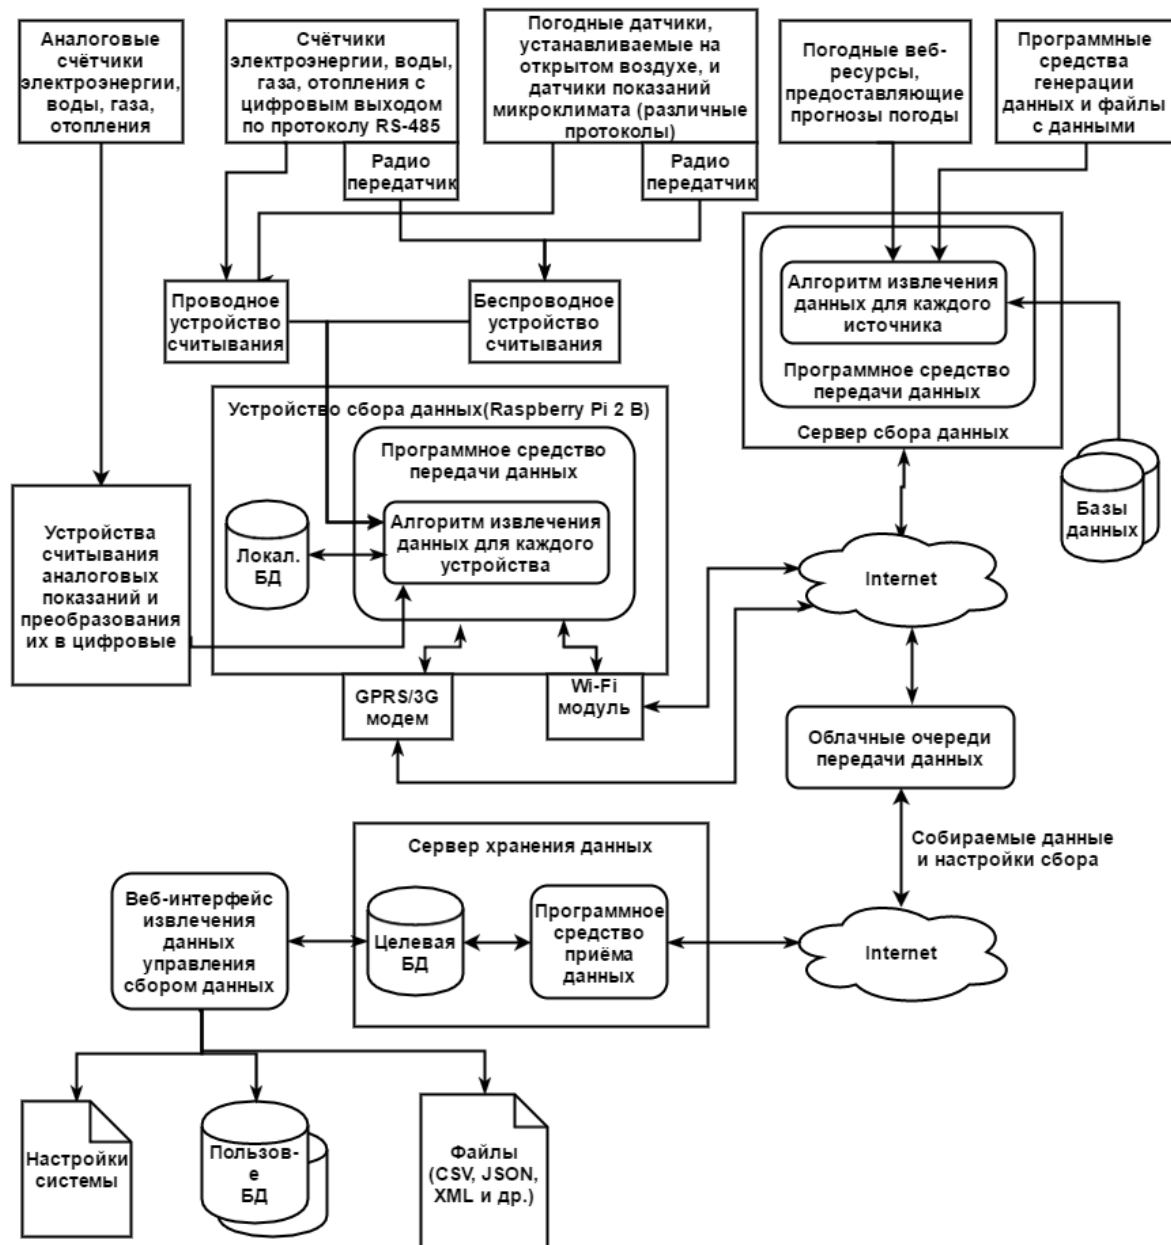 Аналоговые
счётчики
электроэнергии,
воды, газа,
отопления
Счётчики
электроэнергии, воды,
газа, отопления с
цифровым выходом
по протоколу RS-485
Радио
передатчик
Погодные датчики,
устанавливаемые на
открытом воздухе, и
датчики показаний
микроклимата (различные
протоколы)
Радио
передатчик
Погодные веб-
ресурсы,
предоставляющие
прогнозы погоды
Программные
средства
генерации
данных и файлы
с данными
Проводное
устройство
считывания
Беспроводное
устройство
считывания
Алгоритм извлечения
данных для каждого
источника
Программное средство
передачи данных
Сервер сбора данных
Базы
данных
Устройство сбора данных(Raspberry Pi 2 B)
Программное средство
передачи данных
Алгоритм извлечения
данных для каждого
устройства
Локал.
БД
Устройства
считывания
аналоговых
показаний и
преобразования
их в цифровые
GPRS/3G
модем
Wi-Fi
модуль
Internet
Облачные очереди
передачи данных
Собираемые данные
и настройки сбора
Internet
Сервер хранения данных
Целевая
БД
Программное
средство
приёма
данных
Веб-интерфейс
извлечения
данных
управления
сбором данных
Настройки
системы
Пользов-
е
БД
Файлы
(CSV, JSON,
XML и др.)